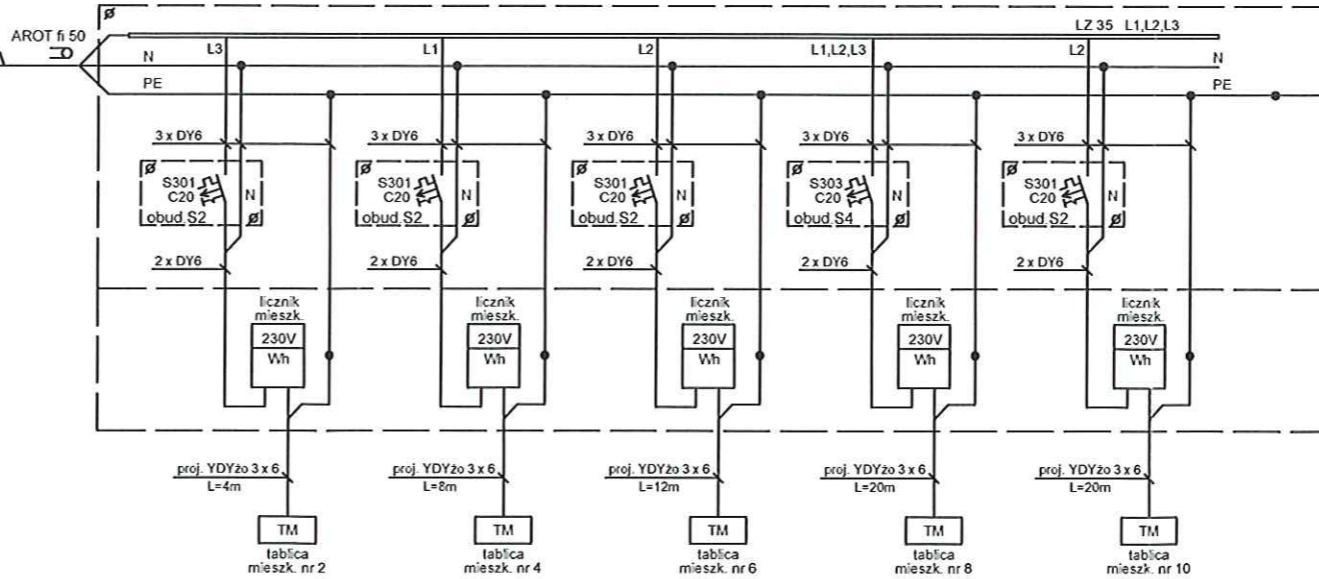 AROT fi 50
LZ 35 L1,L2,L3
L3
L1
L2
L1,L2,L3
L2
N
N
PE
PE
3 x DY6
3 x DY6
3 x DY6
3 x DY6
3 x DY6
S301
C20
N
obud.S2
S301
C20
N
obud.S2
S301
C20
N
obud.S2
S303
C20
N
obud.S4
S301
C20
N
obud.S2
2 x DY6
2 x DY6
2 x DY6
2 x DY6
2 x DY6
licznik
mieszk.
230V
Wh
licznik
mieszk.
230V
Wh
licznik
mieszk.
230V
Wh
licznik
mieszk.
230V
Wh
licznik
mieszk.
230V
Wh
proj. YDYżo 3 x 6
L=4m
proj. YDYżo 3 x 6
L=8m
proj. YDYżo 3 x 6
L=12m
proj. YDYżo 3 x 6
L=20m
proj. YDYżo 3 x 6
L=20m
TM
tablica
mieszk. nr 2
TM
tablica
mieszk. nr 4
TM
tablica
mieszk. nr 6
TM
tablica
mieszk. nr 8
TM
tablica
mieszk. nr 10